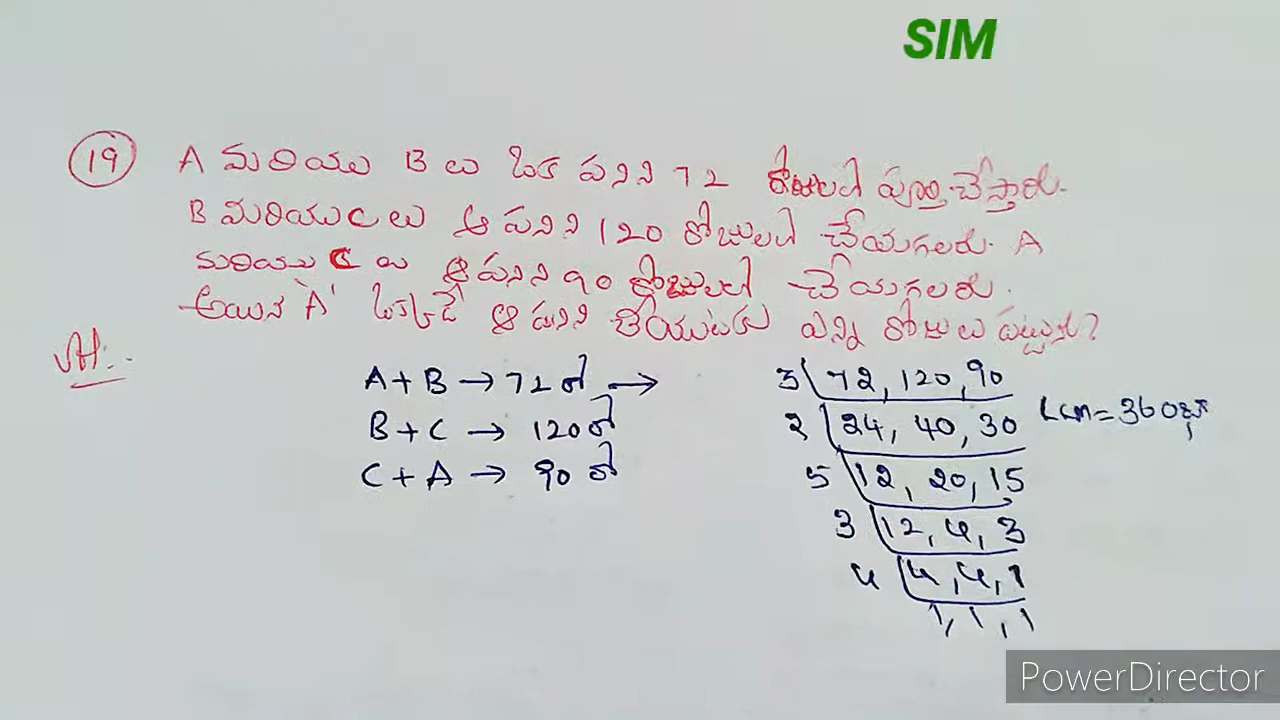 SIM
19 A మరియు B లు ఒక పనిని 72 రోజులలో పూర్తి చేస్తారు.
B మరియు C లు ఆ పనిని 120 రోజులలో చేయగలరు. A
మరియు C లు ఆ పనిని 90 రోజులలో చేయగలరు.
అయిన 'A' ఒక్కడే ఆ పనిని చేయుటకు ఎన్ని రోజులు పట్టును?
A + B → 72 లో →
B + C → 120 లో
C + A → 90 లో
3 72, 120, 90
2 24, 40, 30 LCM = 360
5 12, 20, 15
3 12, 4, 3
4 4, 4, 1
1, 1, 1
PowerDirector